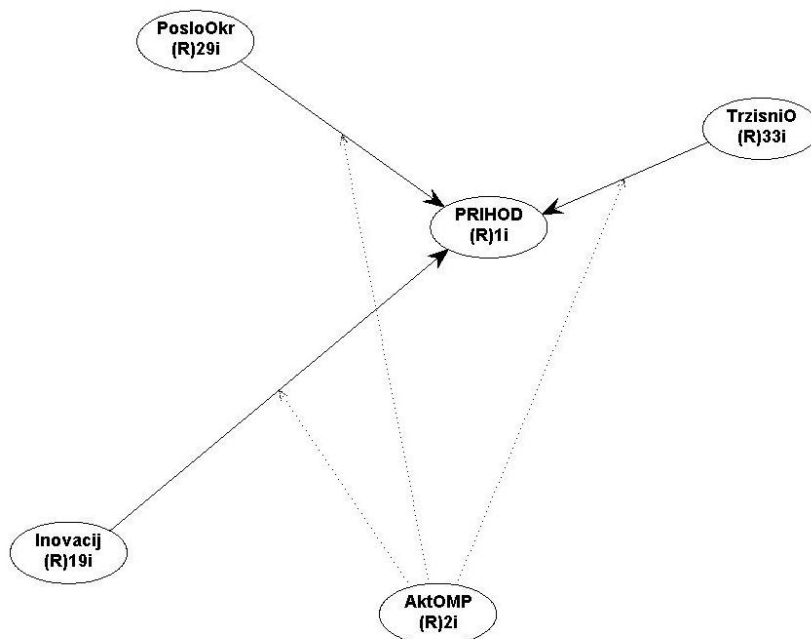 PosloOkr
(R)29i
TrzisniO
(R)33i
PRIHOD
(R)1i
Inovacij
(R)19i
AktOMP
(R)2i